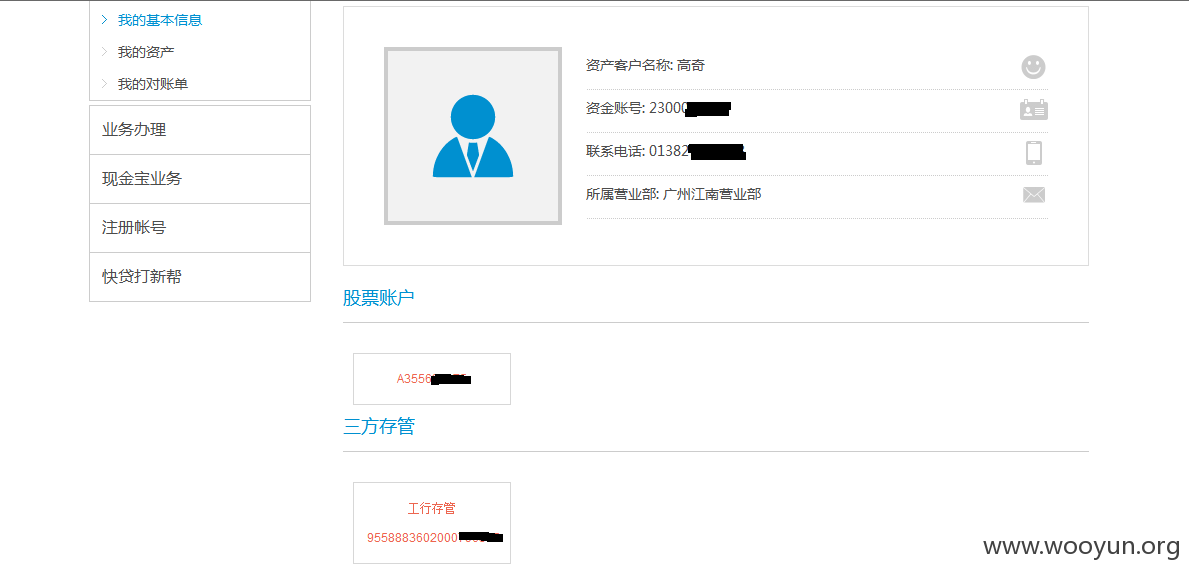 我的基本信息
我的资产
我的对账单
业务办理
现金宝业务
注册帐号
快贷打新帮
资产客户名称: 高奇
资金账号: 23000
联系电话: 01382
所属营业部: 广州江南营业部
股票账户
A3556
三方存管
工行存管
9558883602000
www.wooyun.org